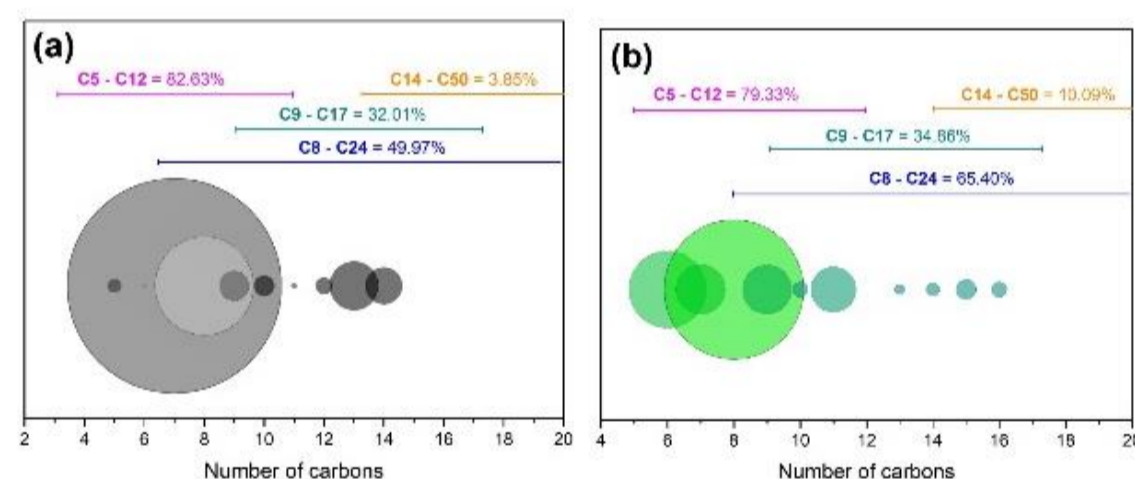 (a)
C5 - C12 = 82.63%
C14 - C50 = 3.85%
C9 - C17 = 32.01%
C8 - C24 = 49.97%
2 4 6 8 10 12 14 16 18 20
Number of carbons
(b)
C5 - C12 = 79.33%
C14 - C50 = 10.09%
C9 - C17 = 34.86%
C8 - C24 = 65.40%
4 6 8 10 12 14 16 18 20
Number of carbons